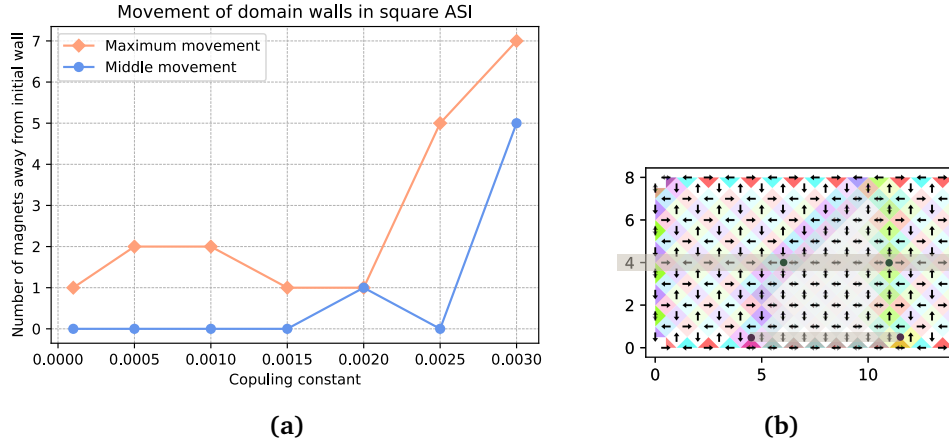 Movement of domain walls in square ASI
Number of magnets away from initial wall
7
6
5
4
3
2
1
0
Maximum movement
Middle movement
0.0000 0.0005 0.0010 0.0015 0.0020 0.0025 0.0030
Copuling constant
(a)
8
6
4
2
0
0 5 10
(b)